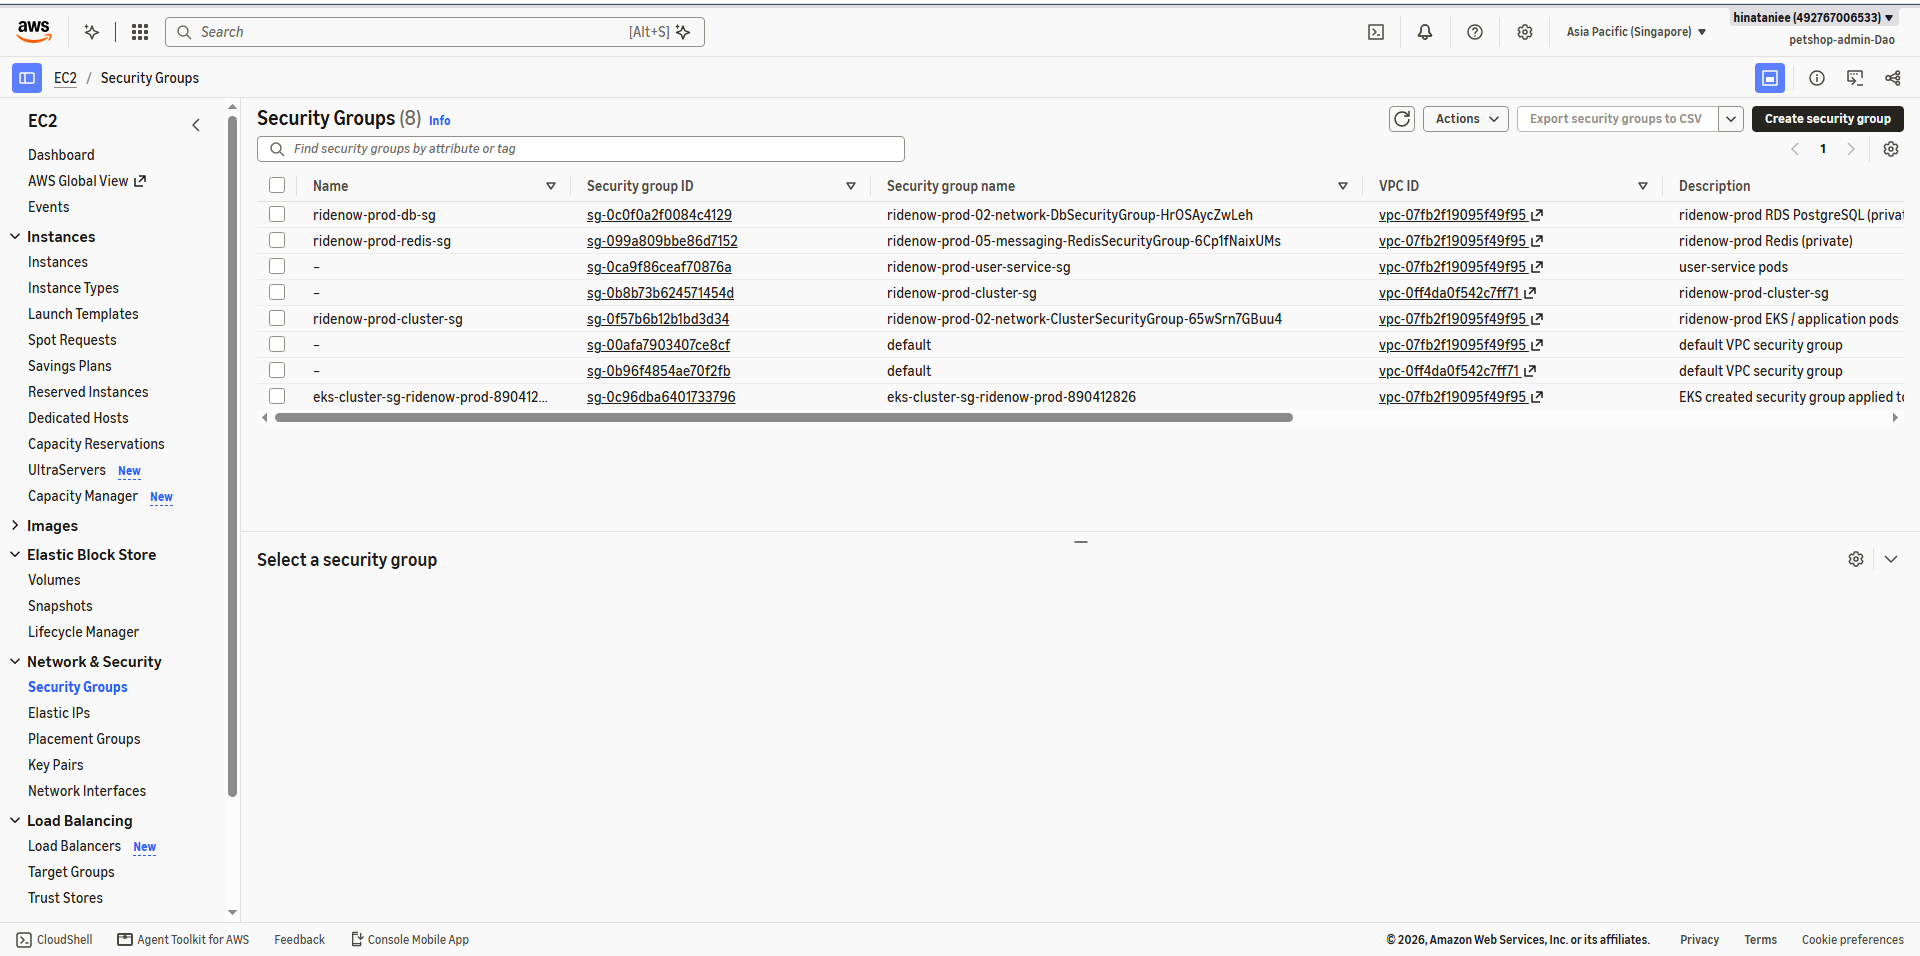 aws
Search [Alt+S]
Asia Pacific (Singapore)
hinataniee (492767006533)
petshop-admin-Dao
EC2 / Security Groups
EC2
Dashboard
AWS Global View
Events
Instances
Instances
Instance Types
Launch Templates
Spot Requests
Savings Plans
Reserved Instances
Dedicated Hosts
Capacity Reservations
UltraServers New
Capacity Manager New
Images
Elastic Block Store
Volumes
Snapshots
Lifecycle Manager
Network & Security
Security Groups
Elastic IPs
Placement Groups
Key Pairs
Network Interfaces
Load Balancing
Load Balancers New
Target Groups
Trust Stores
Security Groups (8) Info
Actions
Export security groups to CSV
Create security group
Find security groups by attribute or tag
1
Name Security group ID Security group name VPC ID Description
ridenow-prod-db-sg sg-0c0f0a2f0084c4129 ridenow-prod-02-network-DbSecurityGroup-HrOSAycZwLeh vpc-07fb2f19095f49f95 ridenow-prod RDS PostgreSQL (privat
ridenow-prod-redis-sg sg-099a809bbe86d7152 ridenow-prod-05-messaging-RedisSecurityGroup-6Cp1fNaixUMs vpc-07fb2f19095f49f95 ridenow-prod Redis (private)
– sg-0ca9f86ceaf70876a ridenow-prod-user-service-sg vpc-07fb2f19095f49f95 user-service pods
– sg-0b8b73b624571454d ridenow-prod-cluster-sg vpc-0ff4da0f542c7ff71 ridenow-prod-cluster-sg
ridenow-prod-cluster-sg sg-0f57b6b12b1bd3d34 ridenow-prod-02-network-ClusterSecurityGroup-65wSrn7GBuu4 vpc-07fb2f19095f49f95 ridenow-prod EKS / application pods
– sg-00afa7903407ce8cf default vpc-07fb2f19095f49f95 default VPC security group
– sg-0b96f4854ae70f2fb default vpc-0ff4da0f542c7ff71 default VPC security group
eks-cluster-sg-ridenow-prod-890412... sg-0c96dba6401733796 eks-cluster-sg-ridenow-prod-890412826 vpc-07fb2f19095f49f95 EKS created security group applied to
Select a security group
CloudShell Agent Toolkit for AWS Feedback Console Mobile App © 2026, Amazon Web Services, Inc. or its affiliates. Privacy Terms Cookie preferences